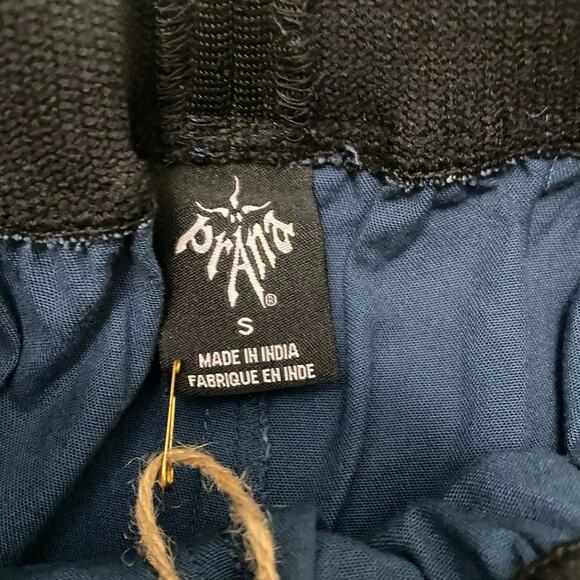 prAna®
S
MADE IN INDIA
FABRIQUE EN INDE